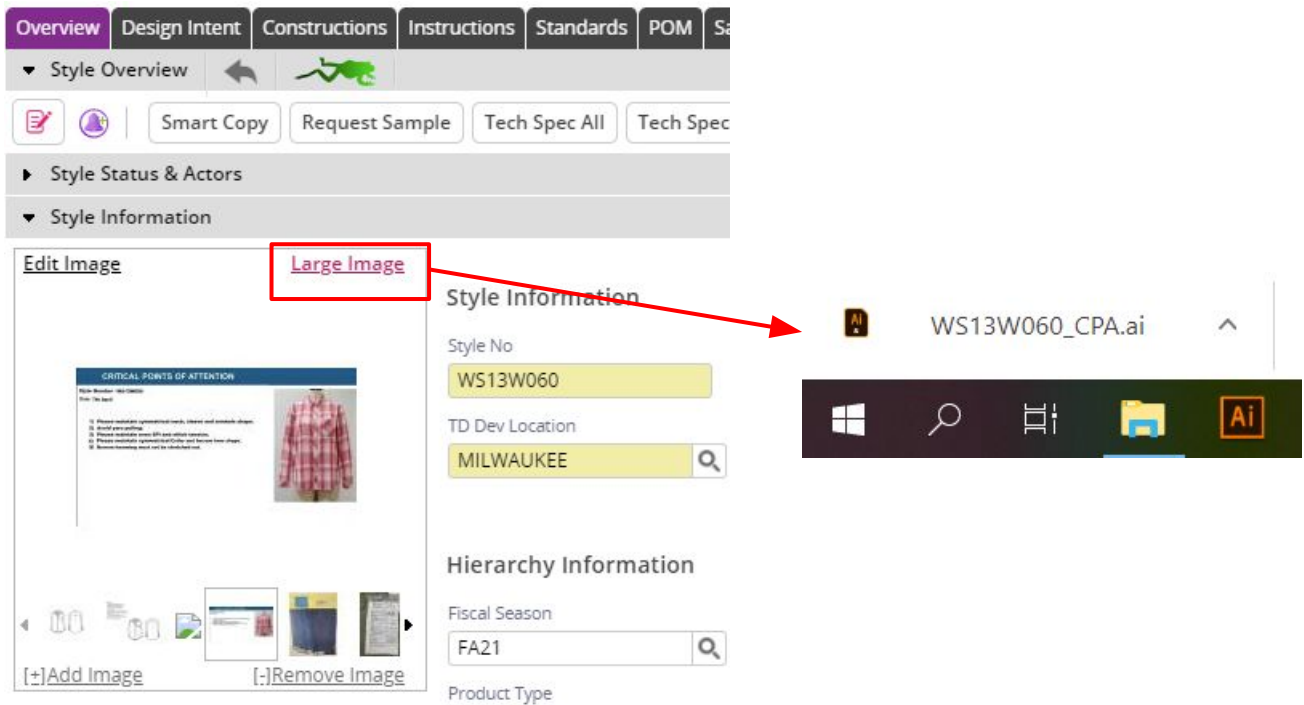 Overview Design Intent Constructions Instructions Standards POM
Style Overview
Smart Copy Request Sample Tech Spec All Tech Spec
Style Status & Actors
Style Information
Edit Image Large Image
Style Information
Style No
WS13W060
TD Dev Location
MILWAUKEE
CRITICAL POINTS OF ATTENTION
Hierarchy Information
Fiscal Season
FA21
Product Type
[+]Add Image [-]Remove Image
Ai
WS13W060_CPA.ai
Ai